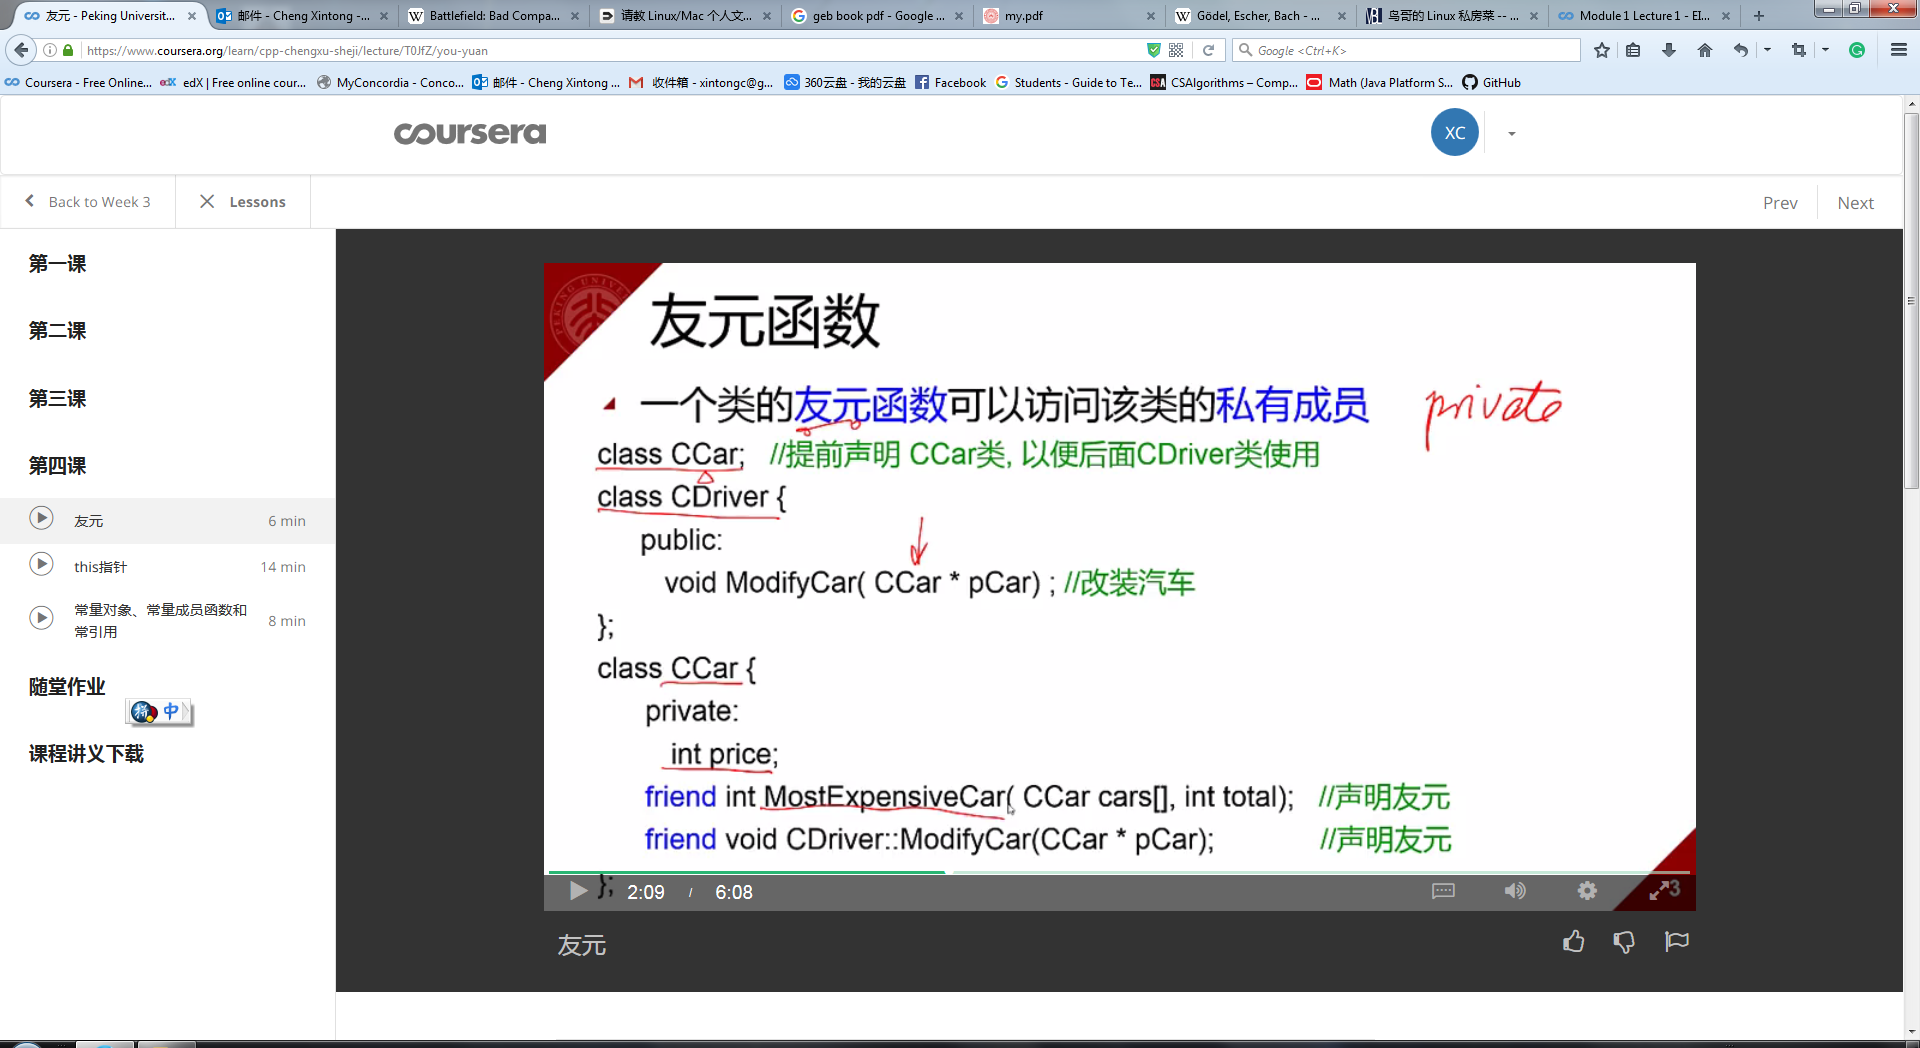 友元 - Peking Universit...
邮件 - Cheng Xintong -...
Battlefield: Bad Compa...
请教 Linux/Mac 个人文...
geb book pdf - Google ...
my.pdf
Gödel, Escher, Bach - ...
鸟哥的 Linux 私房菜 -- ...
Module 1 Lecture 1 - El...
https://www.coursera.org/learn/cpp-chengxu-sheji/lecture/T0JfZ/you-yuan
Google <Ctrl+K>
Coursera - Free Online...
edX | Free online cour...
MyConcordia - Conco...
邮件 - Cheng Xintong ...
收件箱 - xintongc@g...
360云盘 - 我的云盘
Facebook
Students - Guide to Te...
CSAlgorithms – Comp...
Math (Java Platform S...
GitHub
coursera
XC
Back to Week 3
Lessons
Prev
Next
第一课
第二课
第三课
第四课
友元 6 min
this指针 14 min
常量对象、常量成员函数和
常引用 8 min
随堂作业
拼 中
课程讲义下载
友元函数
一个类的友元函数可以访问该类的私有成员
private
class CCar; //提前声明 CCar类, 以便后面CDriver类使用
class CDriver {
public:
void ModifyCar( CCar * pCar) ; //改装汽车
};
class CCar {
private:
int price;
friend int MostExpensiveCar( CCar cars[], int total); //声明友元
friend void CDriver::ModifyCar(CCar * pCar); //声明友元
};
3
2:09 / 6:08
友元